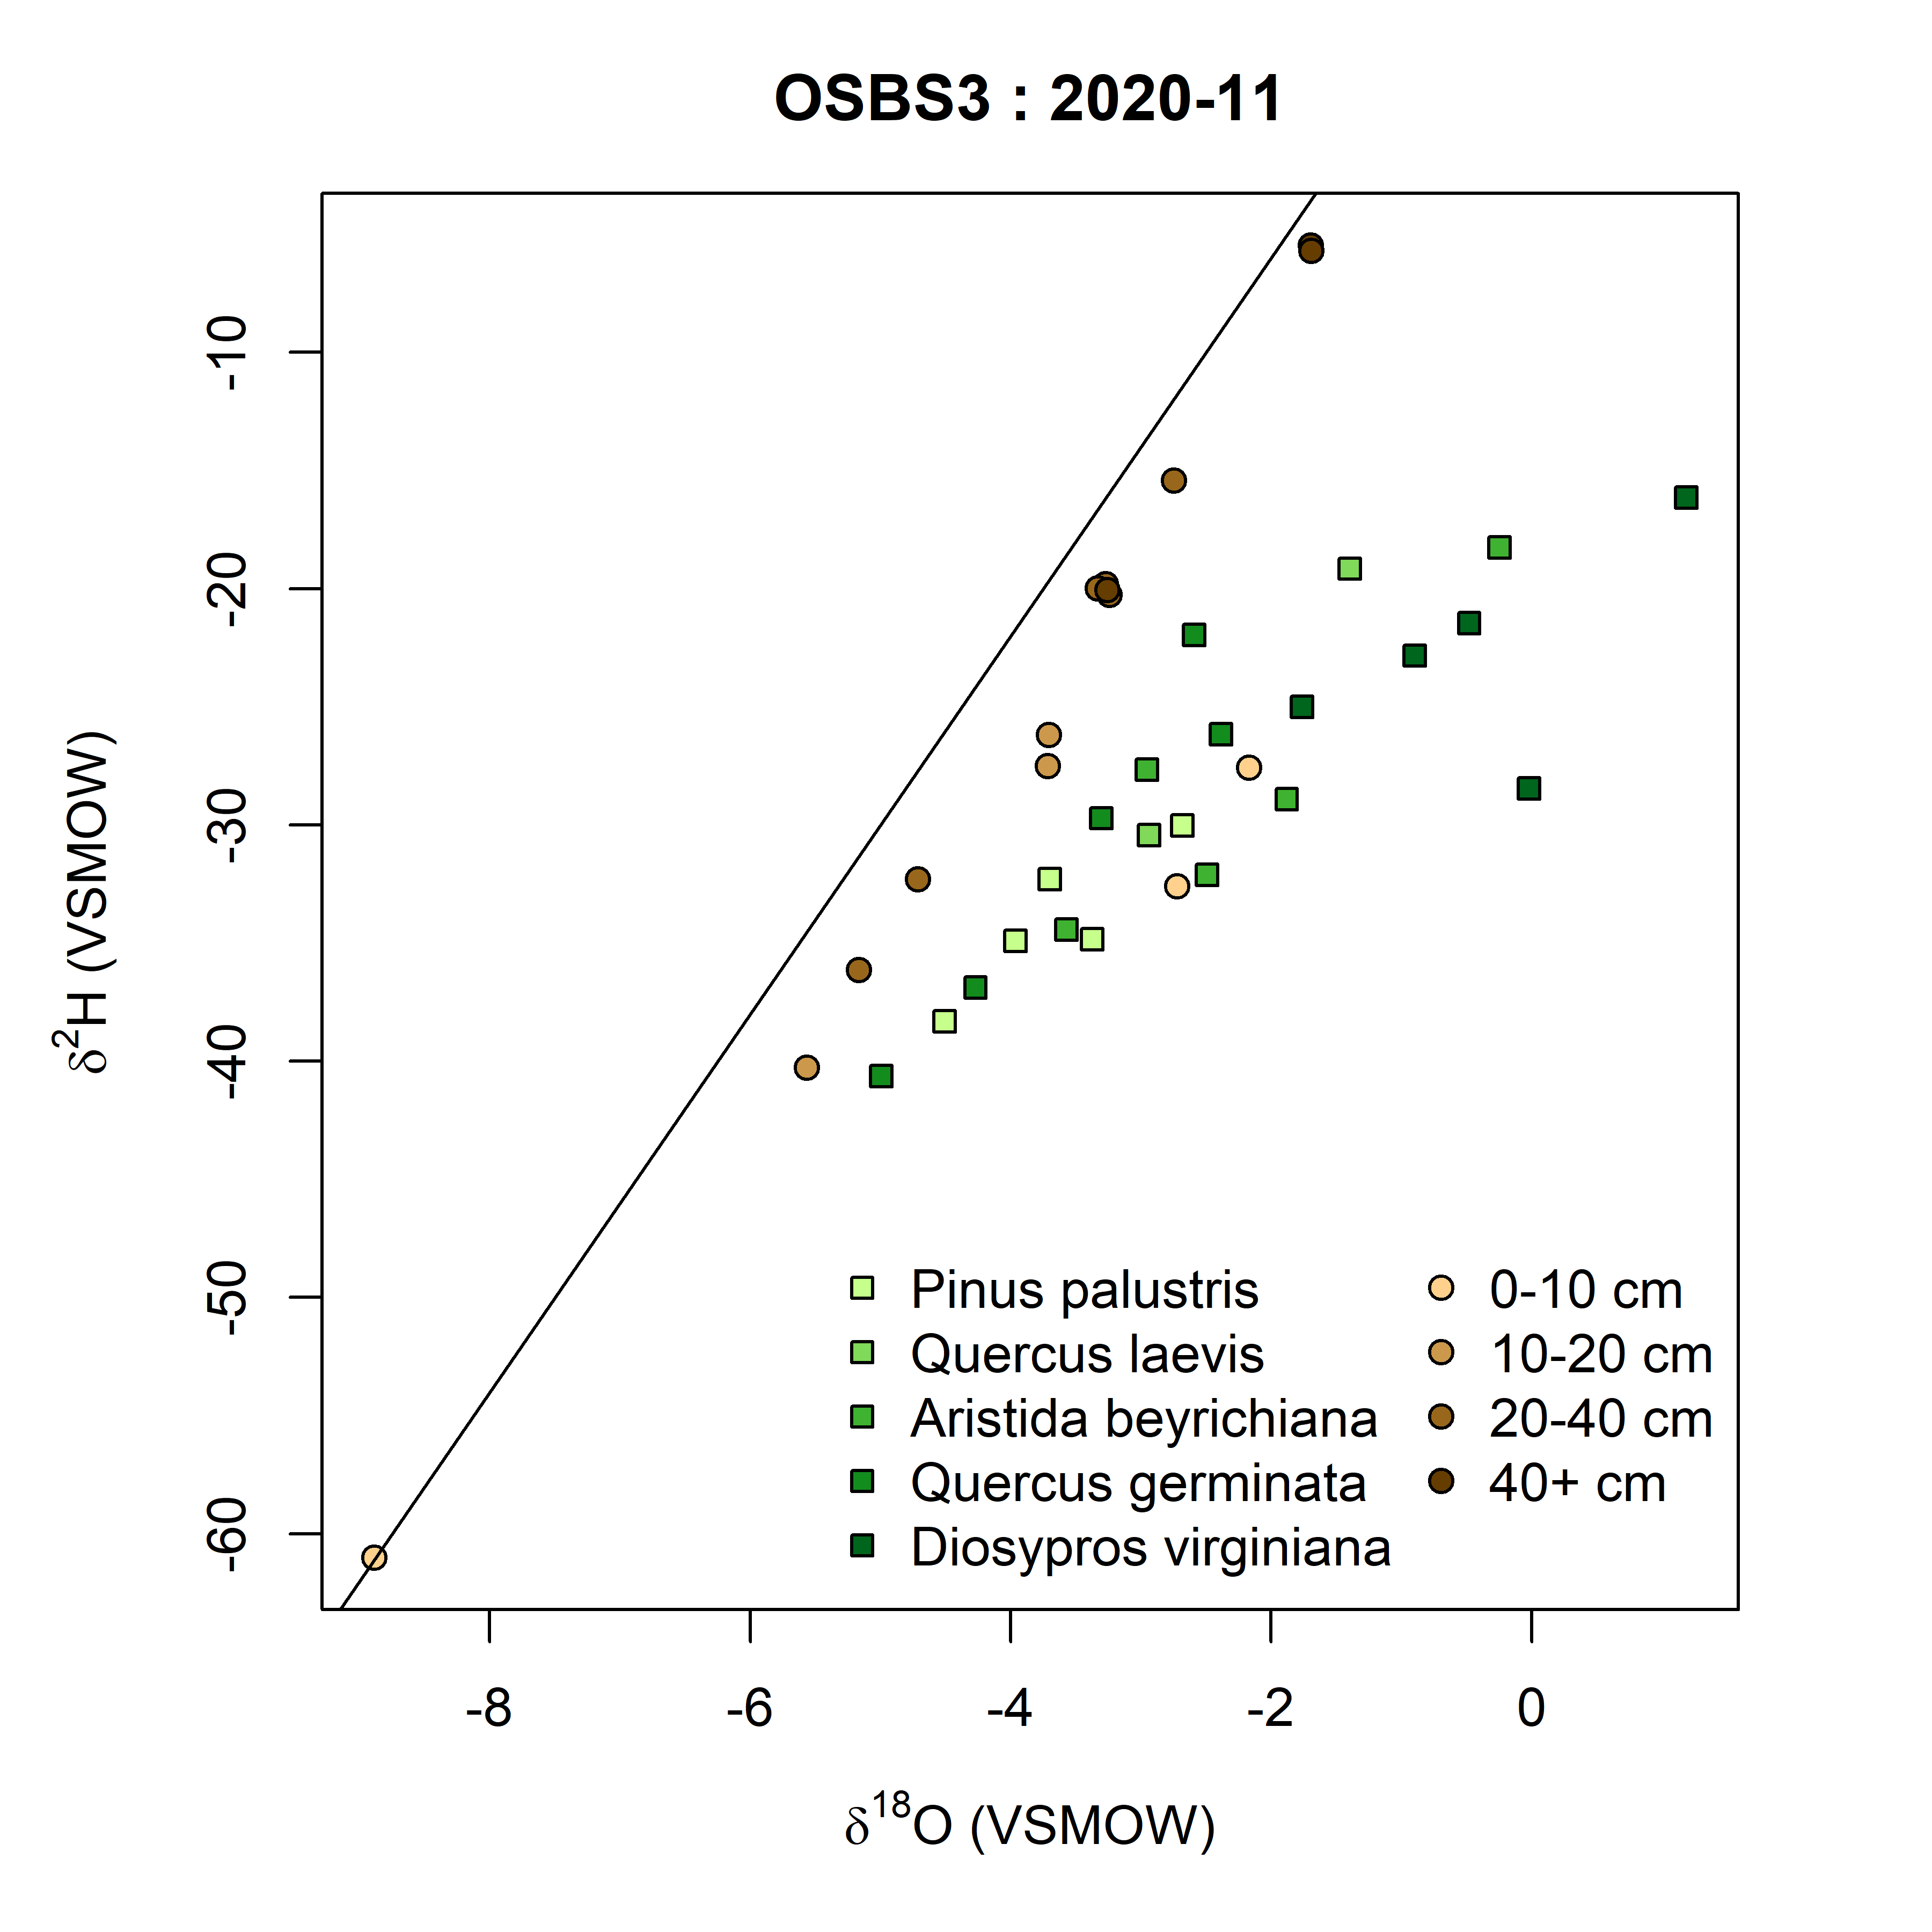 OSBS3 : 2020-11
δ²H (VSMOW)
-10
-20
-30
-40
-50
-60
Pinus palustris
Quercus laevis
Aristida beyrichiana
Quercus germinata
Diosypros virginiana
0-10 cm
10-20 cm
20-40 cm
40+ cm
-8 -6 -4 -2 0
δ¹⁸O (VSMOW)